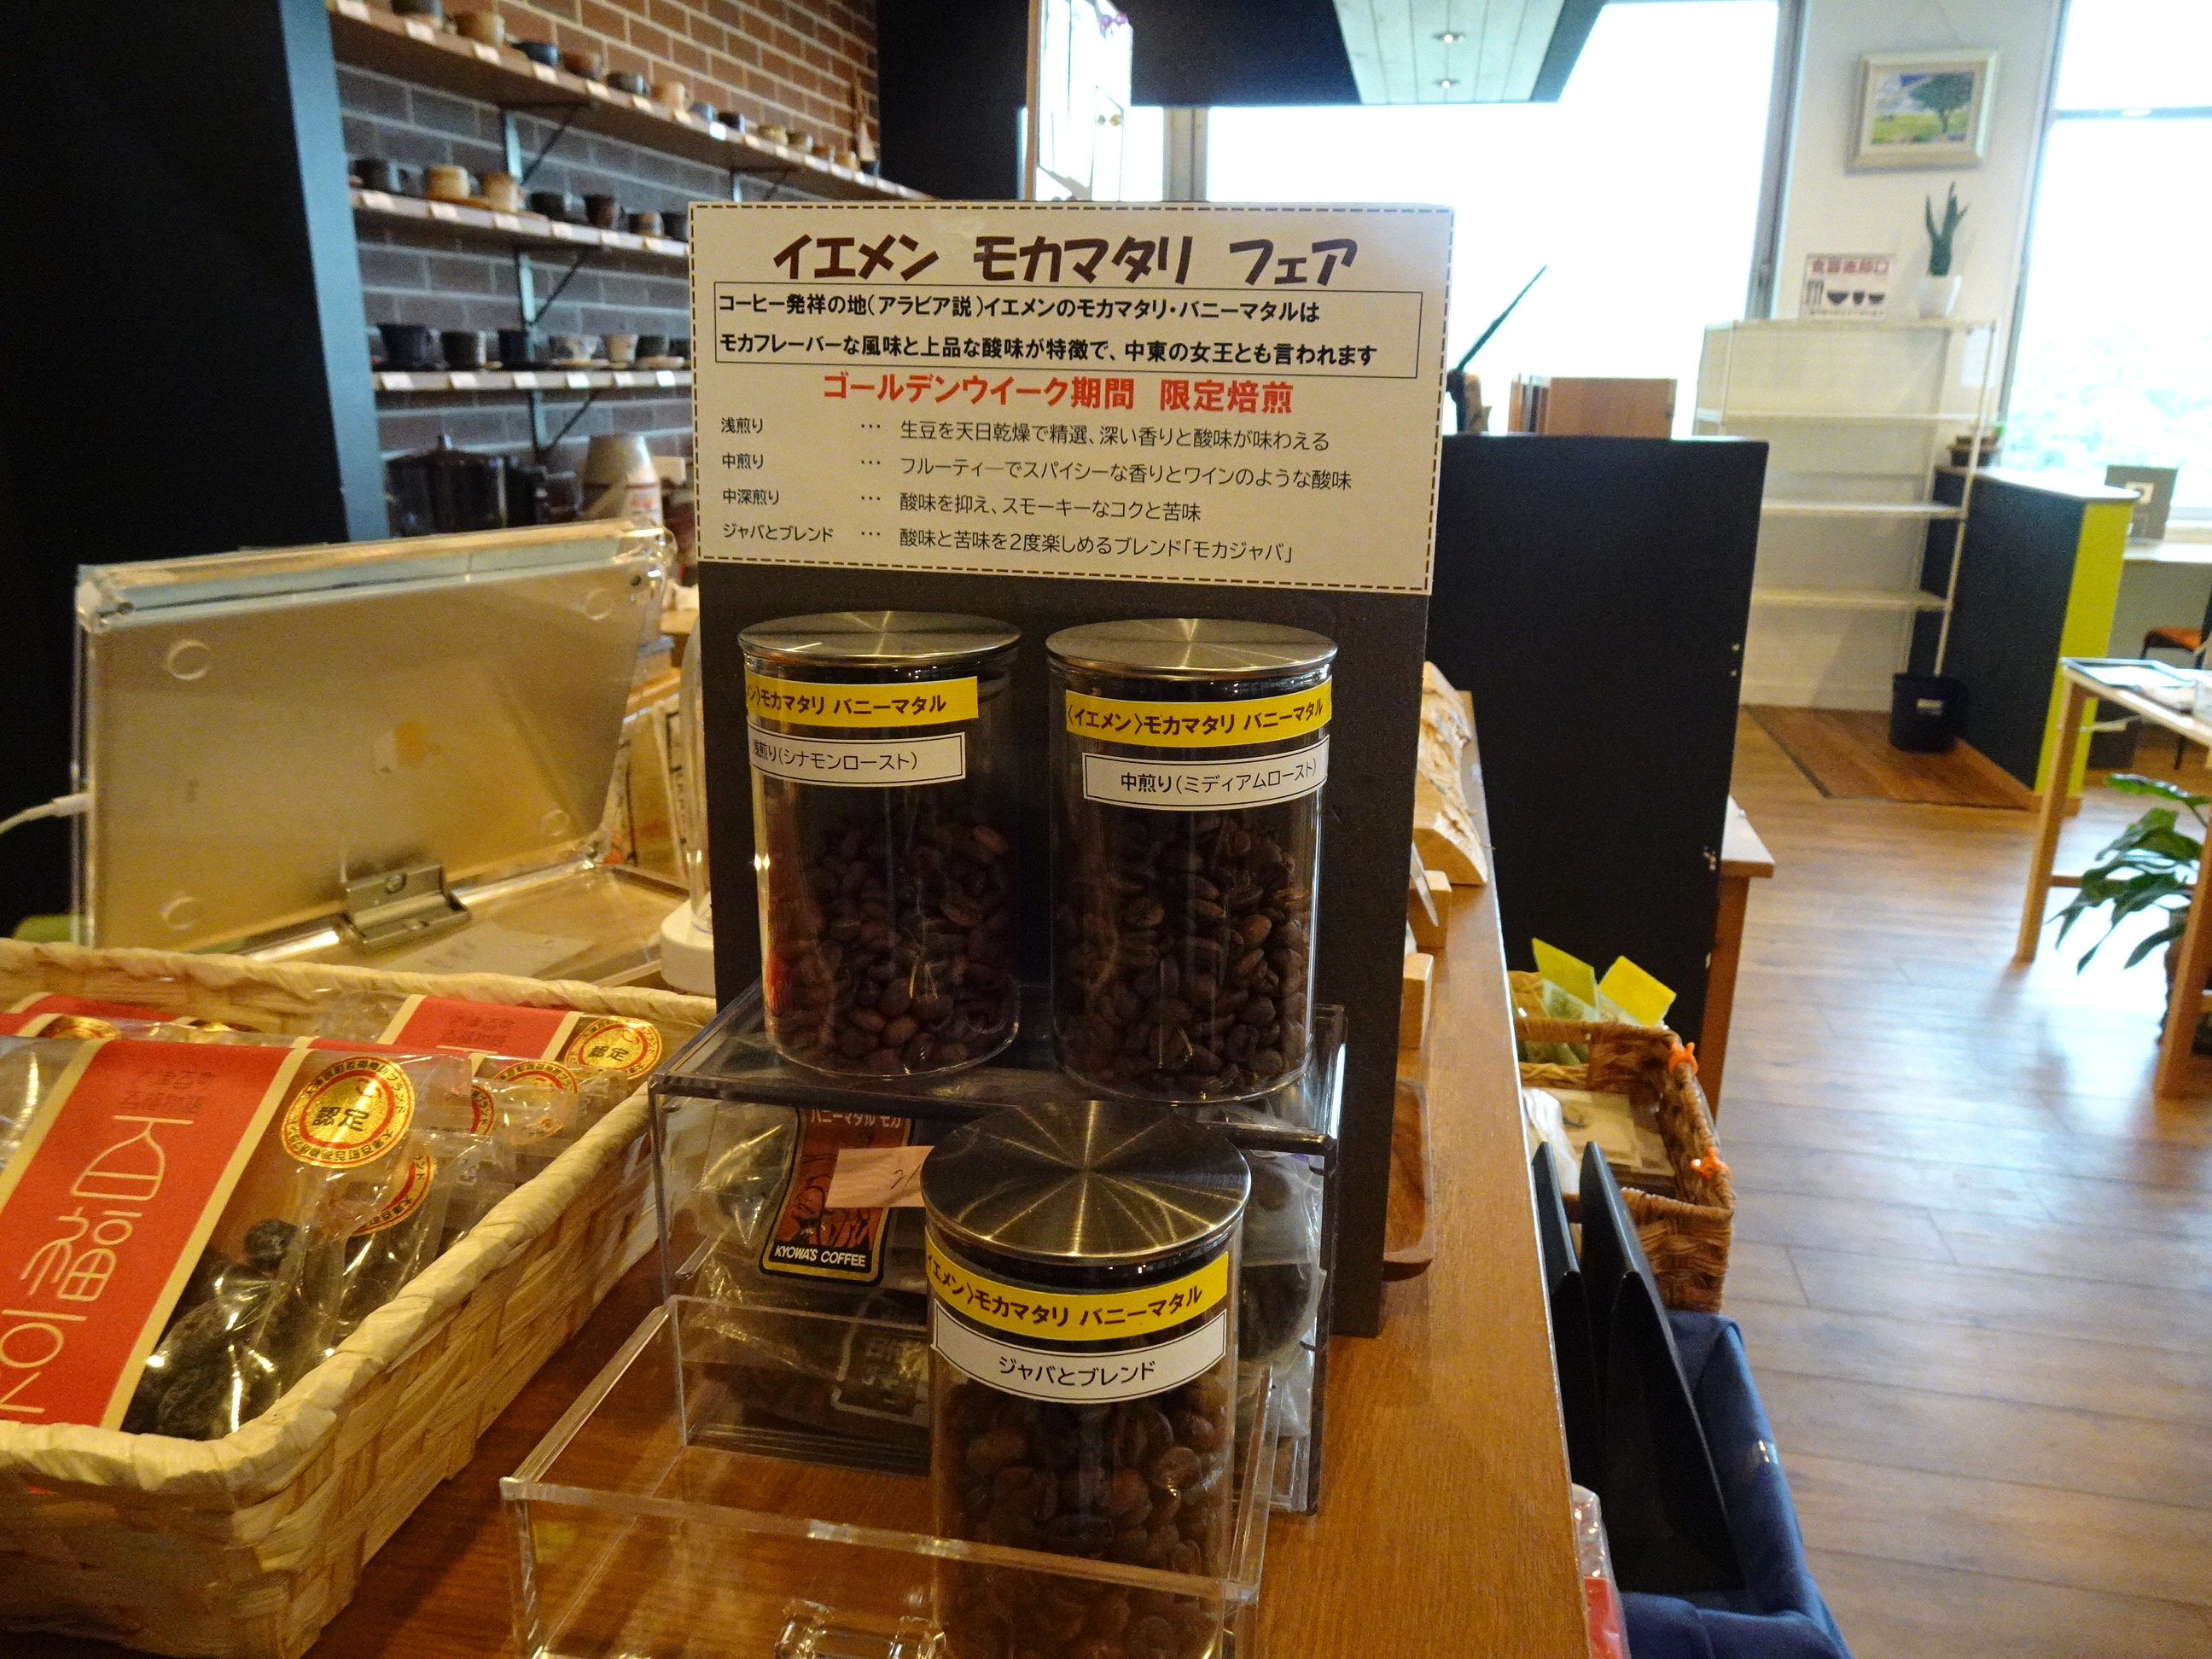 イエメン モカマタリ フェア
コーヒー発祥の地(アラビア説)イエメンのモカマタリ・バニーマタルは
モカフレーバーな風味と上品な酸味が特徴で、中東の女王とも言われます
ゴールデンウイーク期間 限定焙煎
浅煎り ・・・ 生豆を天日乾燥で精選、深い香りと酸味が味わえる
中煎り ・・・ フルーティーでスパイシーな香りとワインのような酸味
中深煎り ・・・ 酸味を抑え、スモーキーなコクと苦味
ジャバとブレンド ・・・ 酸味と苦味を2度楽しめるブレンド「モカジャバ」
ン〉モカマタリ バニーマタル
浅煎り(シナモンロースト)
〈イエメン〉モカマタリ バニーマタル
中煎り(ミディアムロースト)
バニーマタル モカ
KYOWA'S COFFEE
イエメン〉モカマタリ バニーマタル
ジャバとブレンド
認定
認定
食器返却口